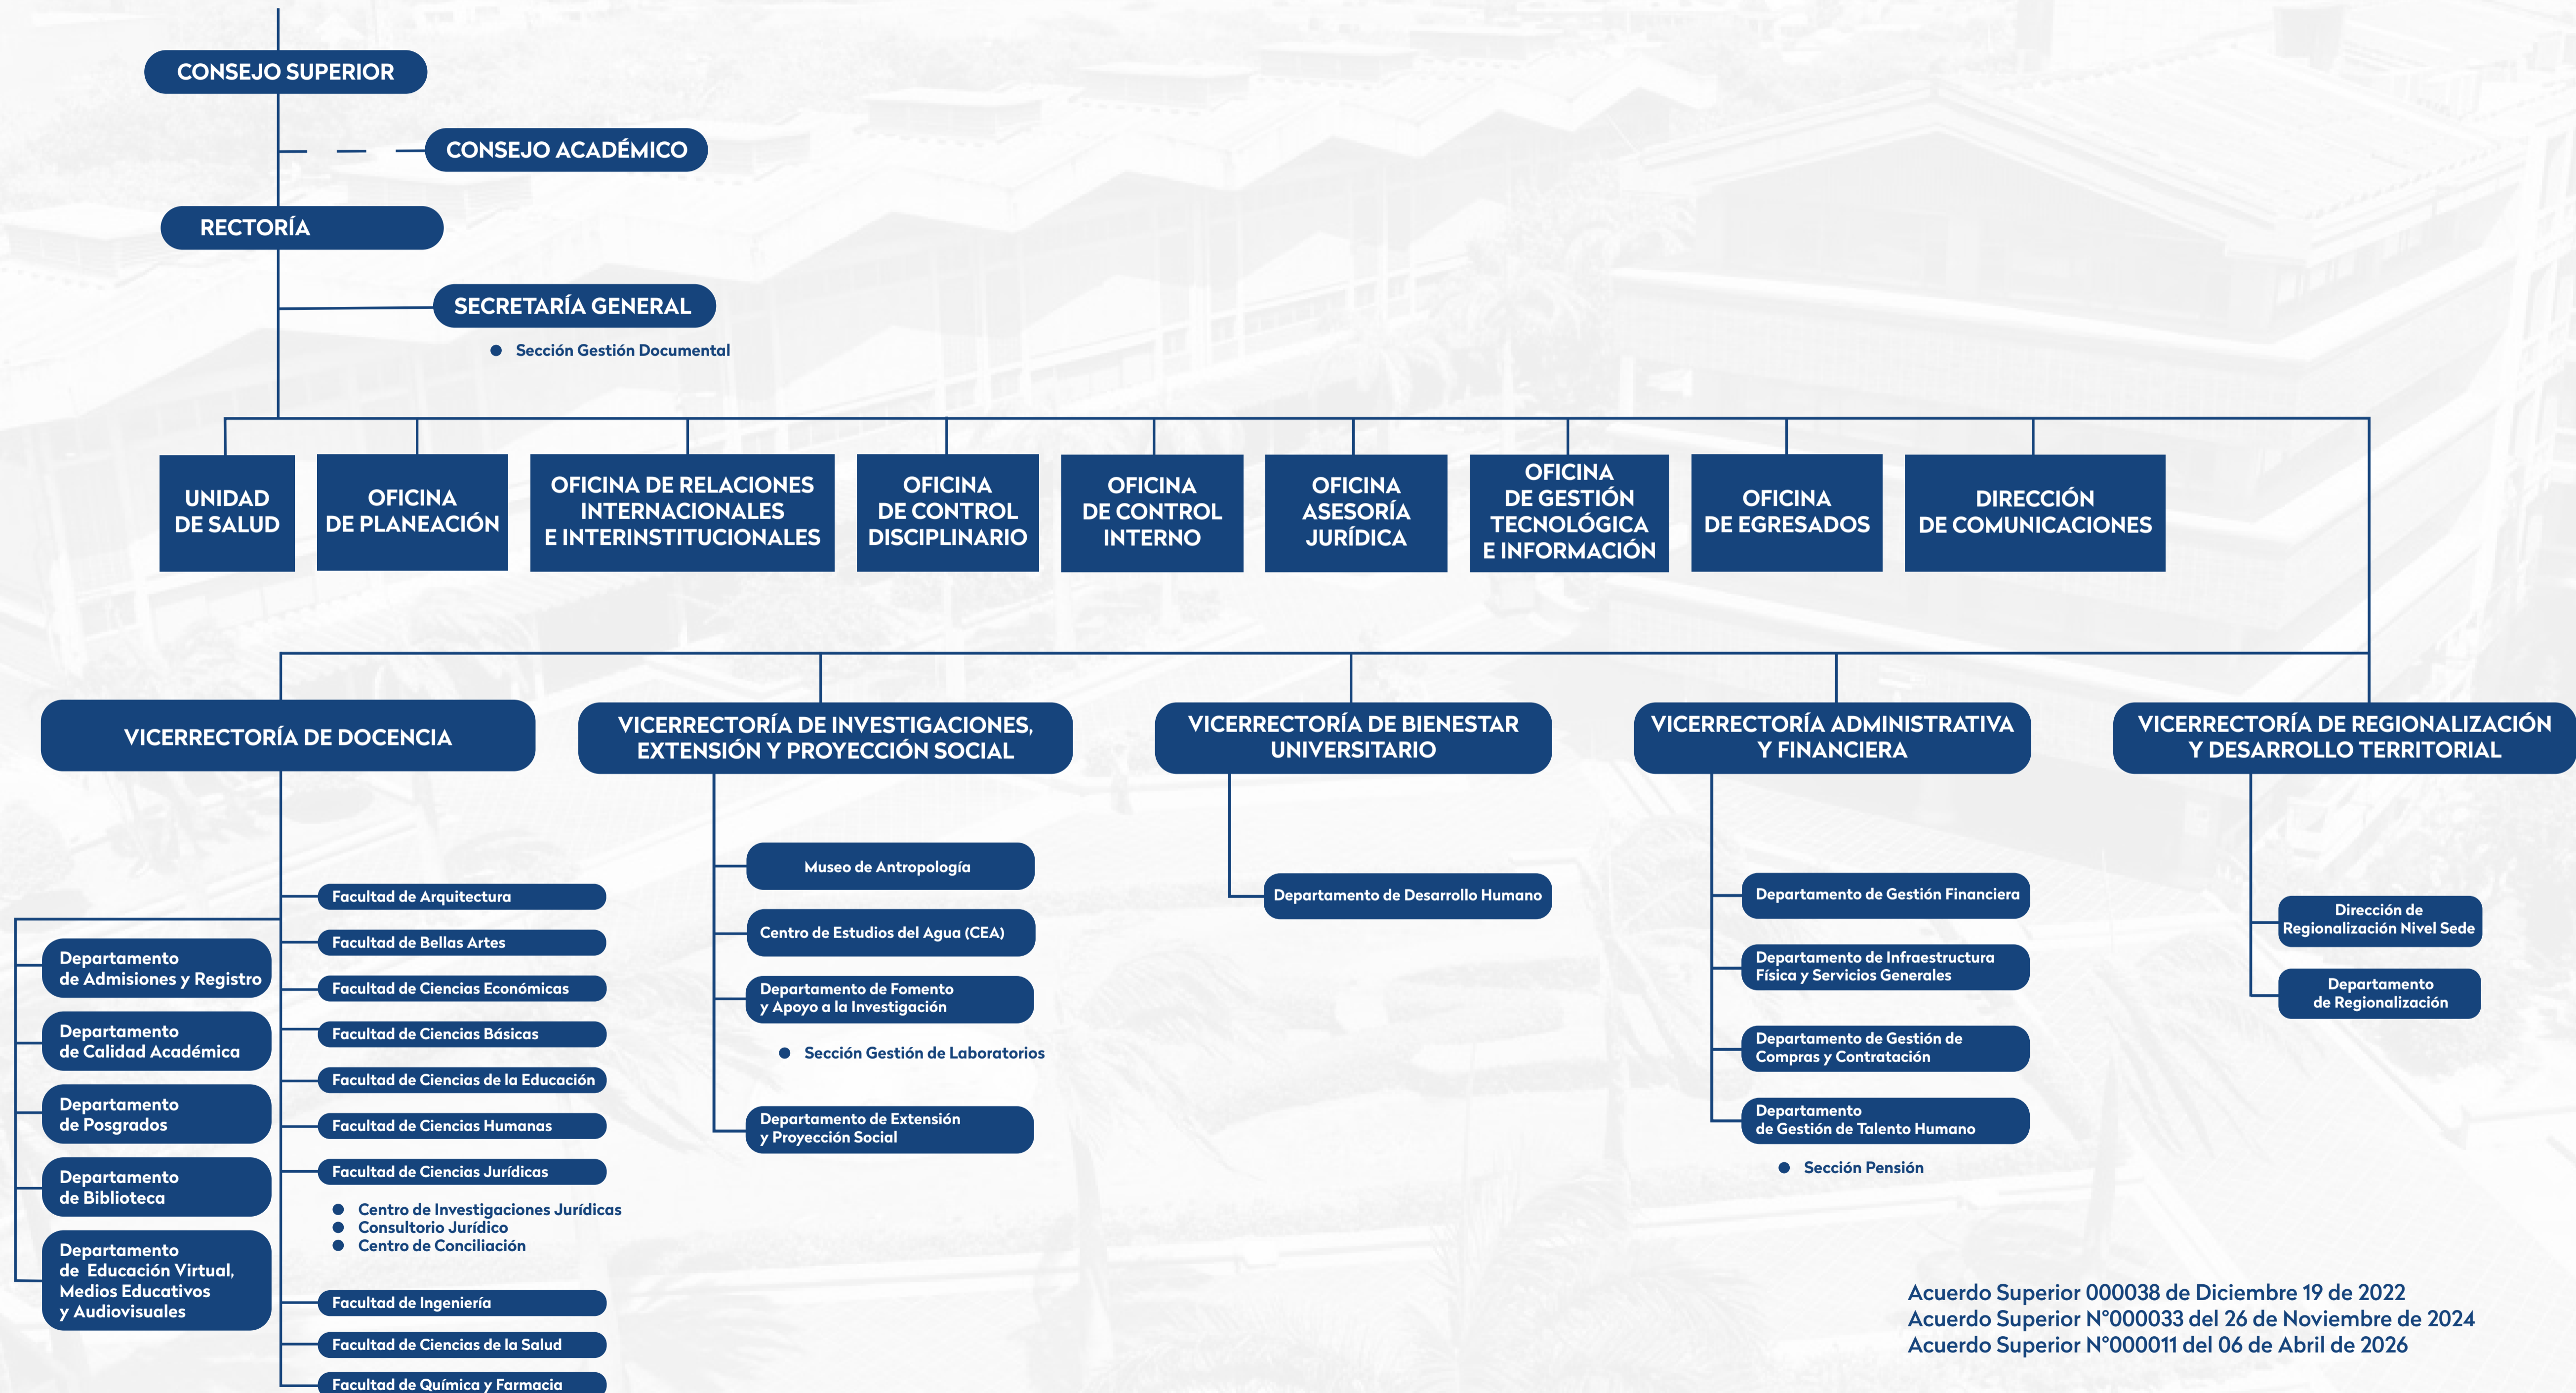 CONSEJO SUPERIOR
CONSEJO ACADÉMICO
RECTORÍA
SECRETARÍA GENERAL
Sección Gestión Documental
UNIDAD
DE SALUD
OFICINA
DE PLANEACIÓN
OFICINA DE RELACIONES
INTERNACIONALES
E INTERINSTITUCIONALES
OFICINA
DE CONTROL
DISCIPLINARIO
OFICINA
DE CONTROL
INTERNO
OFICINA
ASESORÍA
JURÍDICA
OFICINA
DE GESTIÓN
TECNOLÓGICA
E INFORMACIÓN
OFICINA
DE EGRESADOS
DIRECCIÓN
DE COMUNICACIONES
VICERRECTORÍA DE DOCENCIA
Departamento
de Admisiones y Registro
Departamento
de Calidad Académica
Departamento
de Posgrados
Departamento
de Biblioteca
Departamento
de Educación Virtual,
Medios Educativos
y Audiovisuales
Facultad de Arquitectura
Facultad de Bellas Artes
Facultad de Ciencias Económicas
Facultad de Ciencias Básicas
Facultad de Ciencias de la Educación
Facultad de Ciencias Humanas
Facultad de Ciencias Jurídicas
Centro de Investigaciones Jurídicas
Consultorio Jurídico
Centro de Conciliación
Facultad de Ingeniería
Facultad de Ciencias de la Salud
Facultad de Química y Farmacia
VICERRECTORÍA DE INVESTIGACIONES,
EXTENSIÓN Y PROYECCIÓN SOCIAL
Museo de Antropología
Centro de Estudios del Agua (CEA)
Departamento de Fomento
y Apoyo a la Investigación
Sección Gestión de Laboratorios
Departamento de Extensión
y Proyección Social
VICERRECTORÍA DE BIENESTAR
UNIVERSITARIO
Departamento de Desarrollo Humano
VICERRECTORÍA ADMINISTRATIVA
Y FINANCIERA
Departamento de Gestión Financiera
Departamento de Infraestructura
Física y Servicios Generales
Departamento de Gestión de
Compras y Contratación
Departamento
de Gestión de Talento Humano
Sección Pensión
VICERRECTORÍA DE REGIONALIZACIÓN
Y DESARROLLO TERRITORIAL
Dirección de
Regionalización Nivel Sede
Departamento
de Regionalización
Acuerdo Superior 000038 de Diciembre 19 de 2022
Acuerdo Superior N°000033 del 26 de Noviembre de 2024
Acuerdo Superior N°000011 del 06 de Abril de 2026